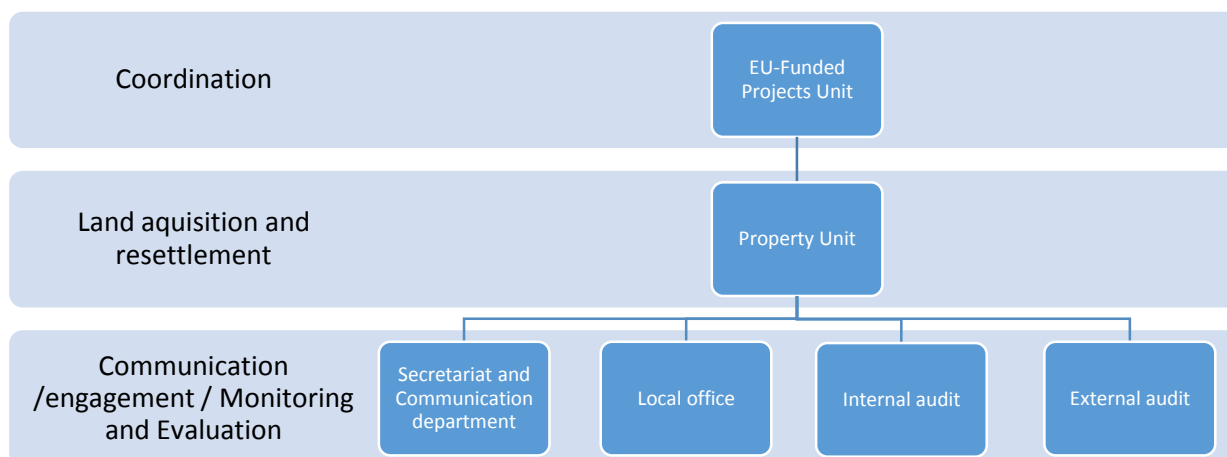 Coordination
EU-Funded
Projects Unit
Land aquisition and
resettlement
Property Unit
Communication
/engagement / Monitoring
and Evaluation
Secretariat and
Communication
department
Local office
Internal audit
External audit